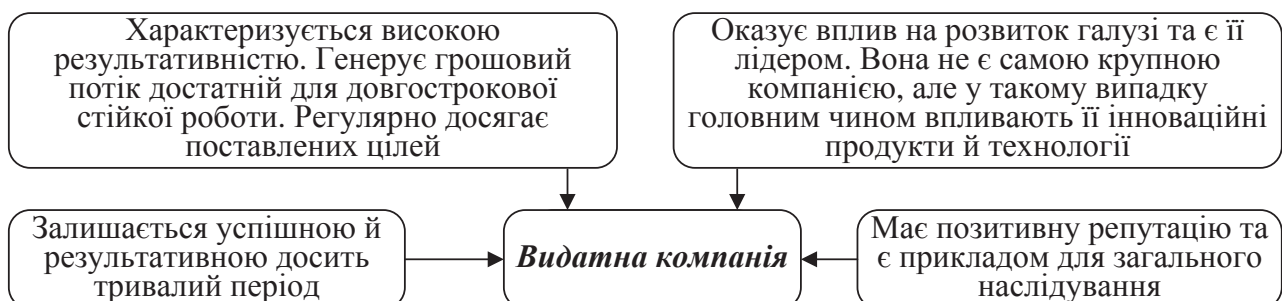 Характеризується високою
результативністю. Генерує грошовий
потік достатній для довгострокової
стійкої роботи. Регулярно досягає
поставлених цілей
Оказує вплив на розвиток галузі та є її
лідером. Вона не є самою крупною
компанією, але у такому випадку
головним чином впливають її інноваційні
продукти й технології
Залишається успішною й
результативною досить
тривалий період
Видатна компанія
Має позитивну репутацію та
є прикладом для загального
наслідування